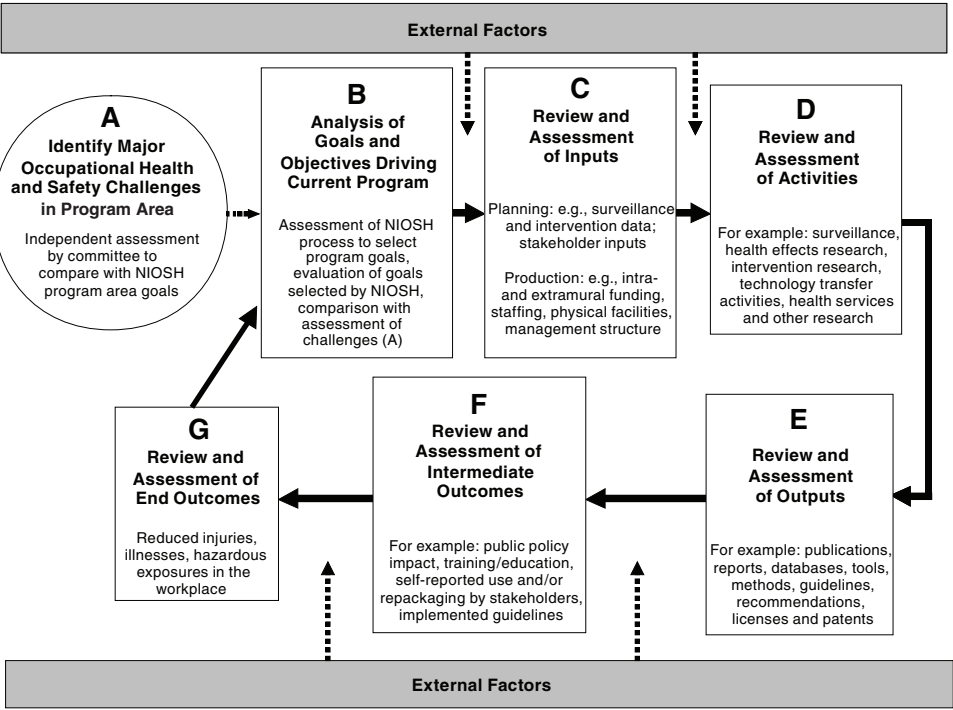 External Factors
A
Identify Major
Occupational Health
and Safety Challenges
in Program Area
Independent assessment
by committee to
compare with NIOSH
program area goals
B
Analysis of
Goals and
Objectives Driving
Current Program
Assessment of NIOSH
process to select
program goals,
evaluation of goals
selected by NIOSH,
comparison with
assessment of
challenges (A)
C
Review and
Assessment
of Inputs
Planning: e.g., surveillance
and intervention data;
stakeholder inputs
Production: e.g., intra-
and extramural funding,
staffing, physical facilities,
management structure
D
Review and
Assessment
of Activities
For example: surveillance,
health effects research,
intervention research,
technology transfer
activities, health services
and other research
E
Review and
Assessment
of Outputs
For example: publications,
reports, databases, tools,
methods, guidelines,
recommendations,
licenses and patents
F
Review and
Assessment of
Intermediate
Outcomes
For example: public policy
impact, training/education,
self-reported use and/or
repackaging by stakeholders,
implemented guidelines
G
Review and
Assessment of
End Outcomes
Reduced injuries,
illnesses, hazardous
exposures in the
workplace
External Factors